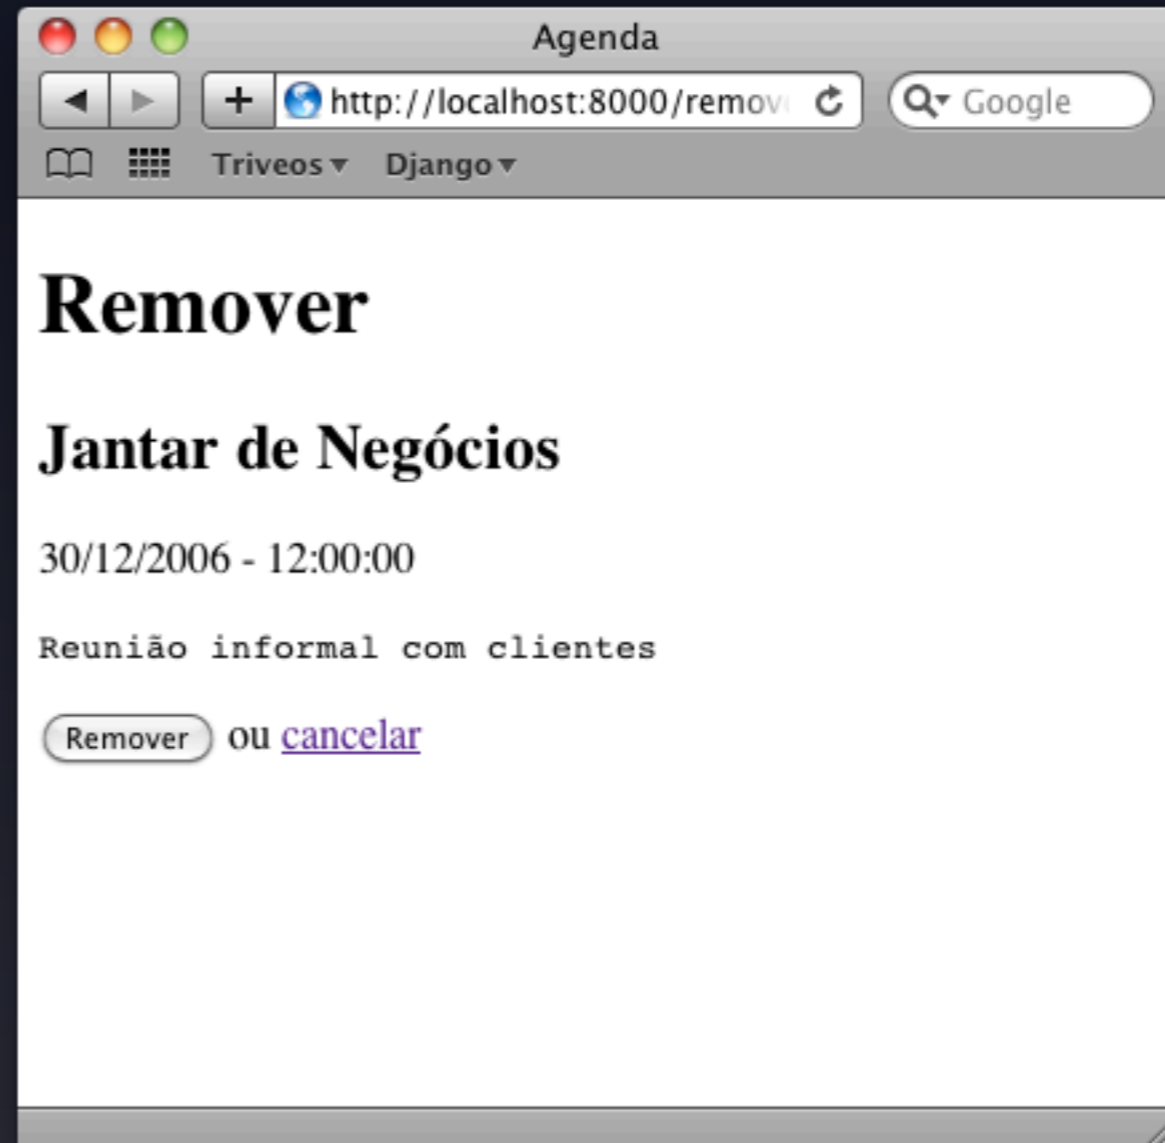 Agenda
http://localhost:8000/remov
Google
Triveos Django
Remover
Jantar de Negócios
30/12/2006 - 12:00:00
Reunião informal com clientes
Remover ou cancelar